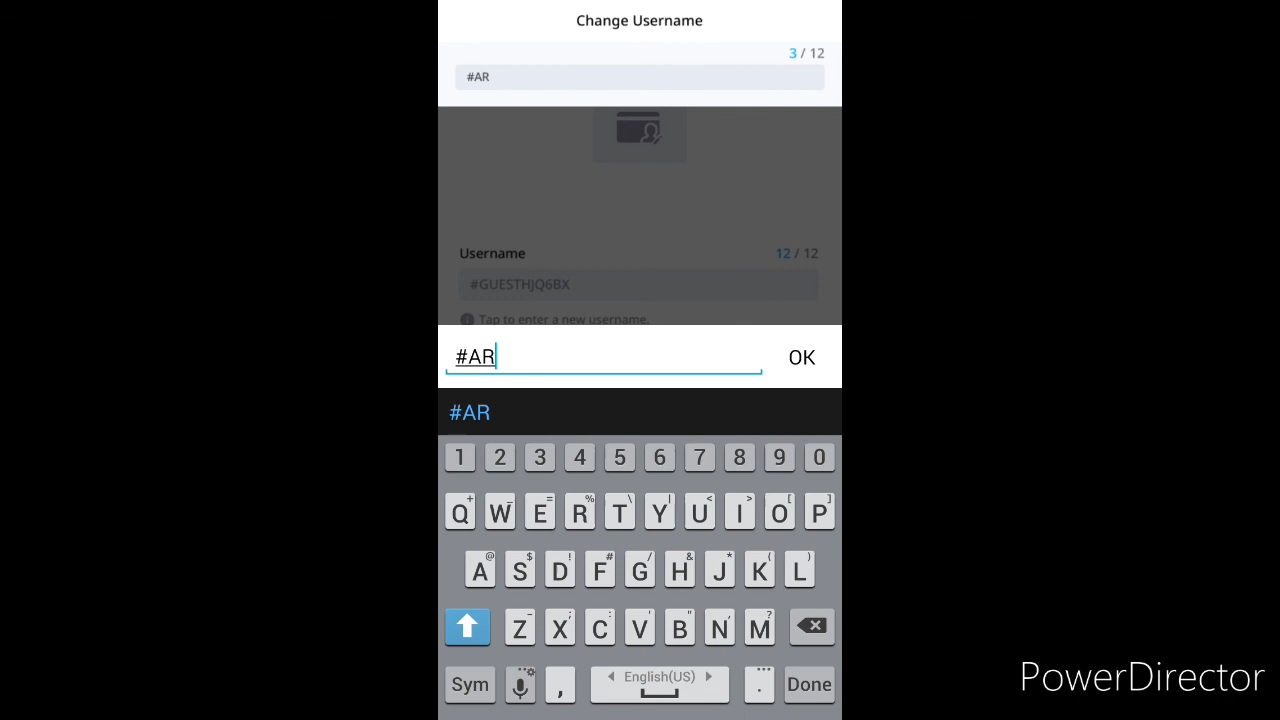 Change Username
3 / 12
#AR
Username 12 / 12
#GUESTHJQ6BX
Tap to enter a new username.
#AR OK
#AR
1 2 3 4 5 6 7 8 9 0
+ _ = % \ | < > [ ]
Q W E R T Y U I O P
@ $ ! # / & * ( )
A S D F G H J K L
- ; : ' " , ?
Z X C V B N M
Sym , English(US) . Done
PowerDirector